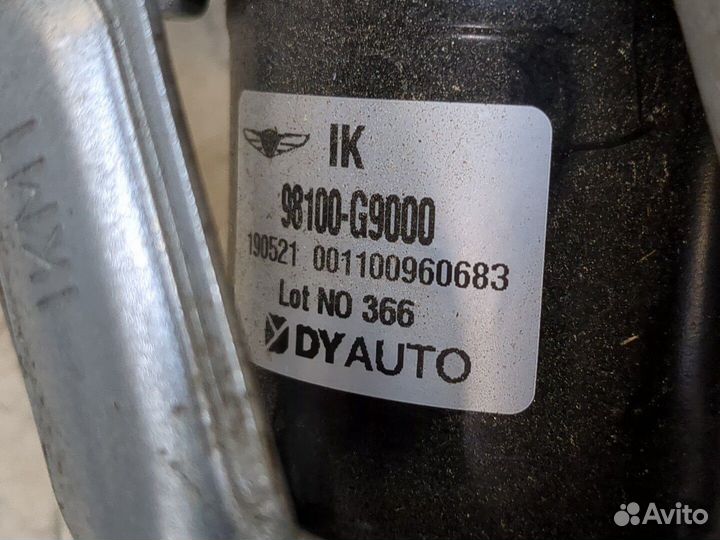 IK
98100-G9000
190521 001100960683
Lot NO 366
DYAUTO
Avito